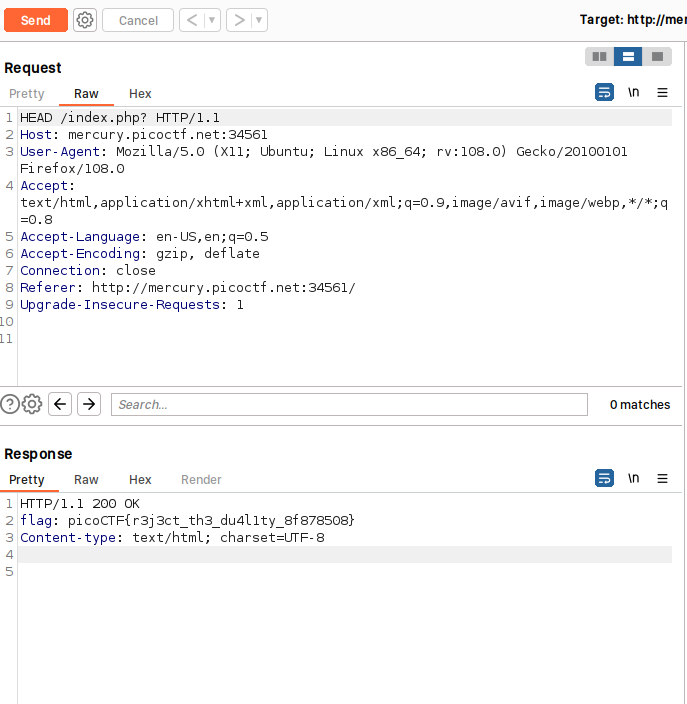 Send Cancel < > Target: http://mer
Request
Pretty Raw Hex \n
1 HEAD /index.php? HTTP/1.1
2 Host: mercury.picoctf.net:34561
3 User-Agent: Mozilla/5.0 (X11; Ubuntu; Linux x86_64; rv:108.0) Gecko/20100101
Firefox/108.0
4 Accept:
text/html,application/xhtml+xml,application/xml;q=0.9,image/avif,image/webp,*/*;q
=0.8
5 Accept-Language: en-US,en;q=0.5
6 Accept-Encoding: gzip, deflate
7 Connection: close
8 Referer: http://mercury.picoctf.net:34561/
9 Upgrade-Insecure-Requests: 1
10
11
? Search... 0 matches
Response
Pretty Raw Hex Render \n
1 HTTP/1.1 200 OK
2 flag: picoCTF{r3j3ct_th3_du4l1ty_8f878508}
3 Content-type: text/html; charset=UTF-8
4
5